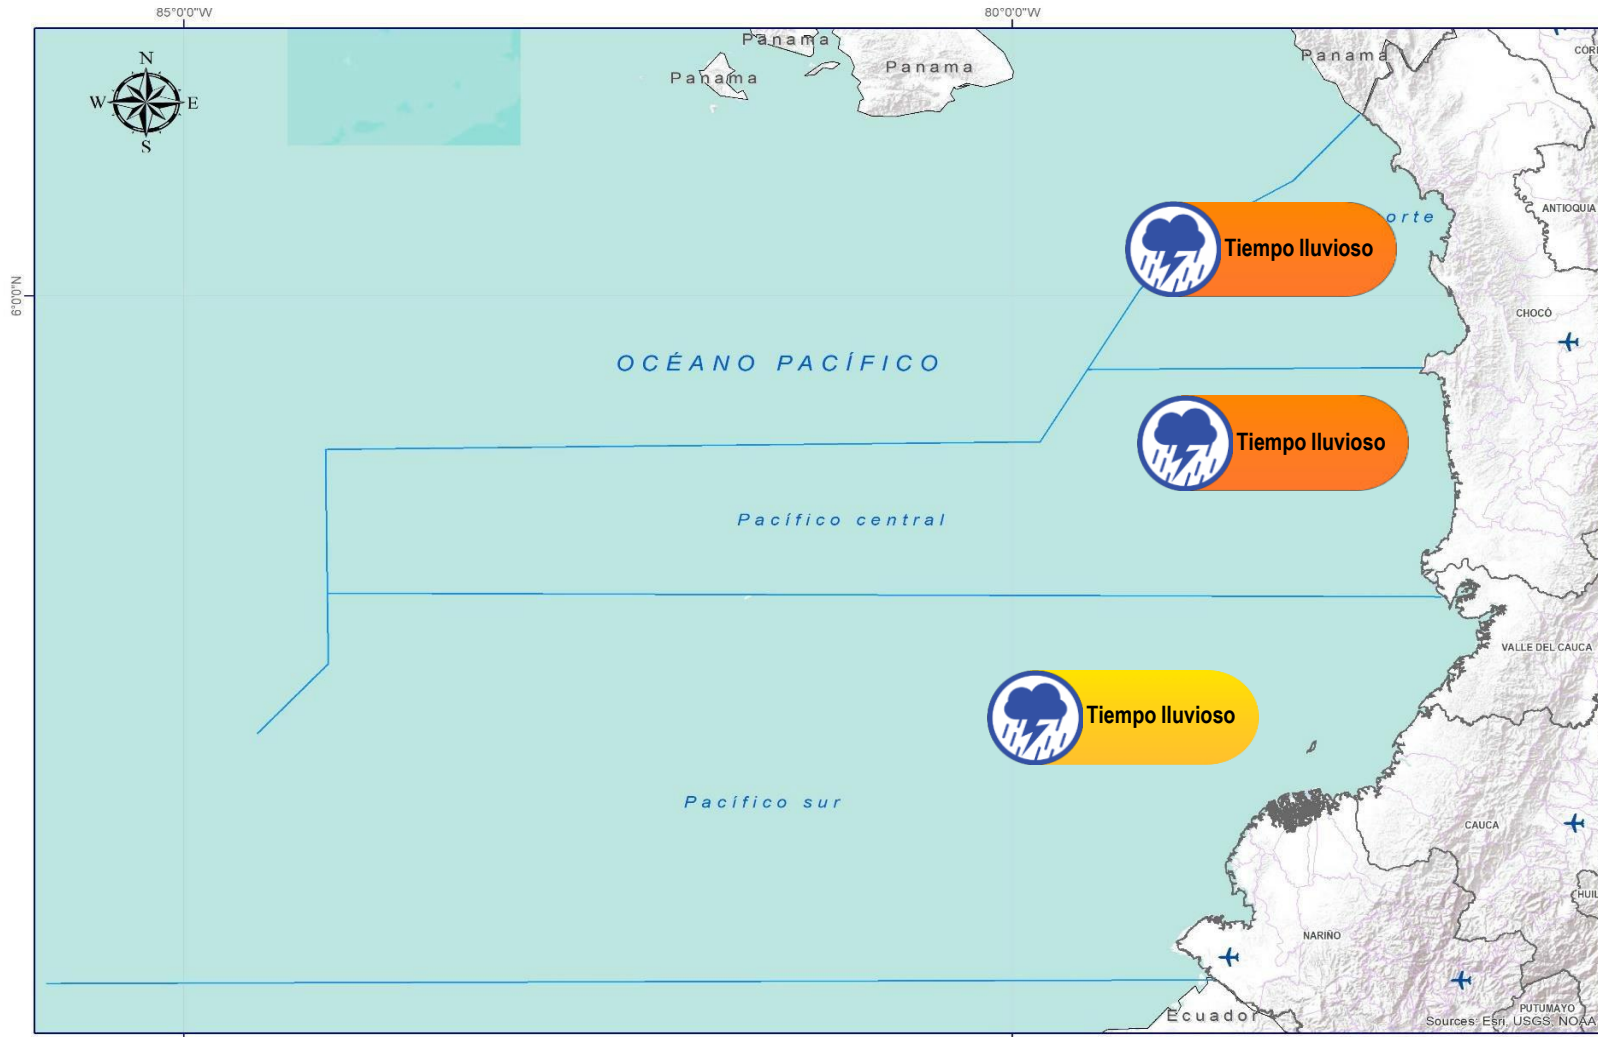 85°0'0"W
80°0'0"W
6°0'0"N
N
W
E
S
Panama
Panama
Panama
Panama
ANTIOQUIA
orte
Tiempo lluvioso
CHOCÓ
OCÉANO PACÍFICO
Tiempo lluvioso
Pacífico central
VALLE DEL CAUCA
Tiempo lluvioso
Pacífico sur
CAUCA
HUIL
NARIÑO
PUTUMAYO
Ecuador
Sources: Esri, USGS, NOAA